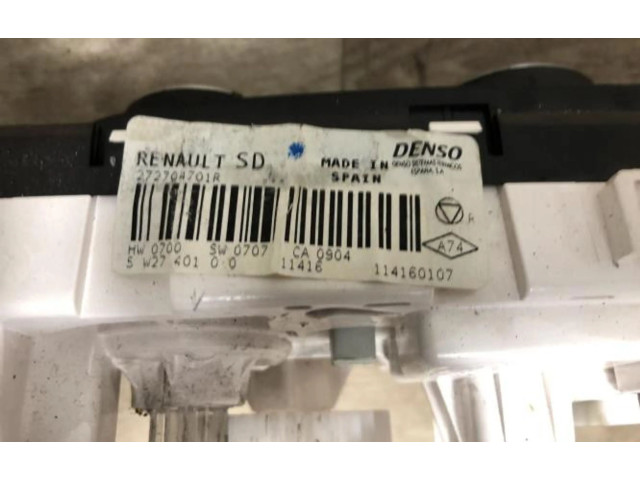 RENAULT SD
272704701R
MADE IN
SPAIN
DENSO
ESPAÑA S.A
R
A74
HW 0700 SW 0707 CA 0904
S W27 401 0 0 11416 114160107